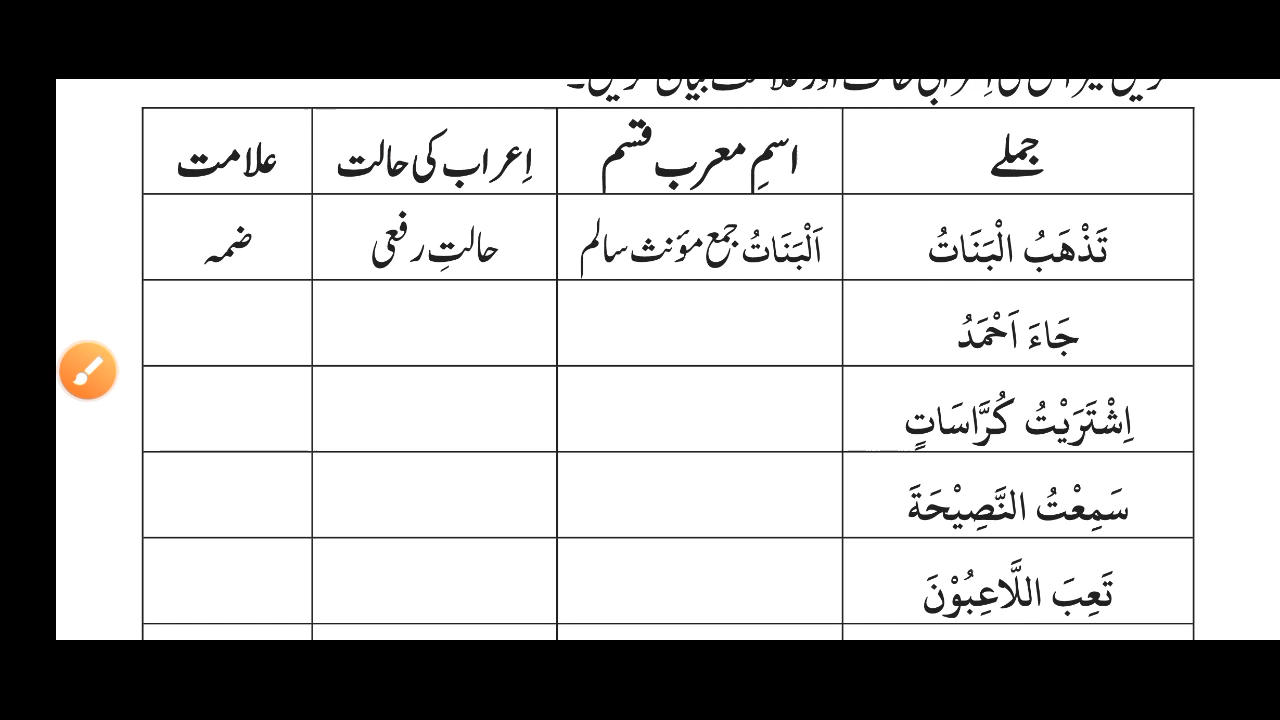 جملے اسمِ معرب قسم اِعراب کی حالت علامت
تَذْهَبُ الْبَنَاتُ اَلْبَنَاتُ جمع مؤنث سالم حالتِ رفعی ضمہ
جَاءَ اَحْمَدُ
اِشْتَرَيْتُ كُرَّاسَاتٍ
سَمِعْتُ النَّصِيْحَةَ
تَعِبَ اللَّاعِبُوْنَ